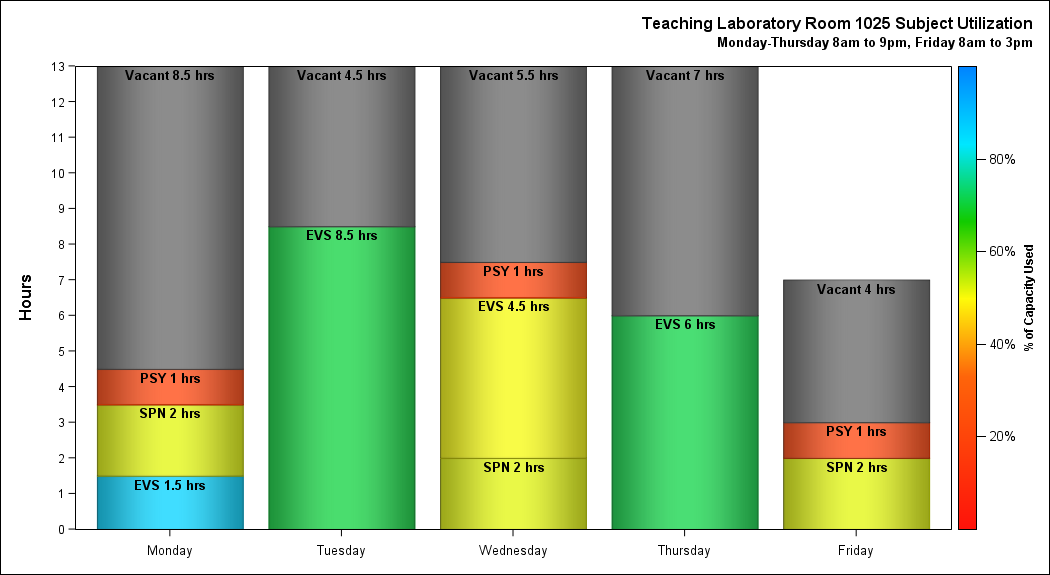 Teaching Laboratory Room 1025 Subject Utilization
Monday-Thursday 8am to 9pm, Friday 8am to 3pm
Hours
13
12
11
10
9
8
7
6
5
4
3
2
1
0
Vacant 8.5 hrs
PSY 1 hrs
SPN 2 hrs
EVS 1.5 hrs
Vacant 4.5 hrs
EVS 8.5 hrs
Vacant 5.5 hrs
PSY 1 hrs
EVS 4.5 hrs
SPN 2 hrs
Vacant 7 hrs
EVS 6 hrs
Vacant 4 hrs
PSY 1 hrs
SPN 2 hrs
Monday
Tuesday
Wednesday
Thursday
Friday
80%
60%
40%
20%
% of Capacity Used